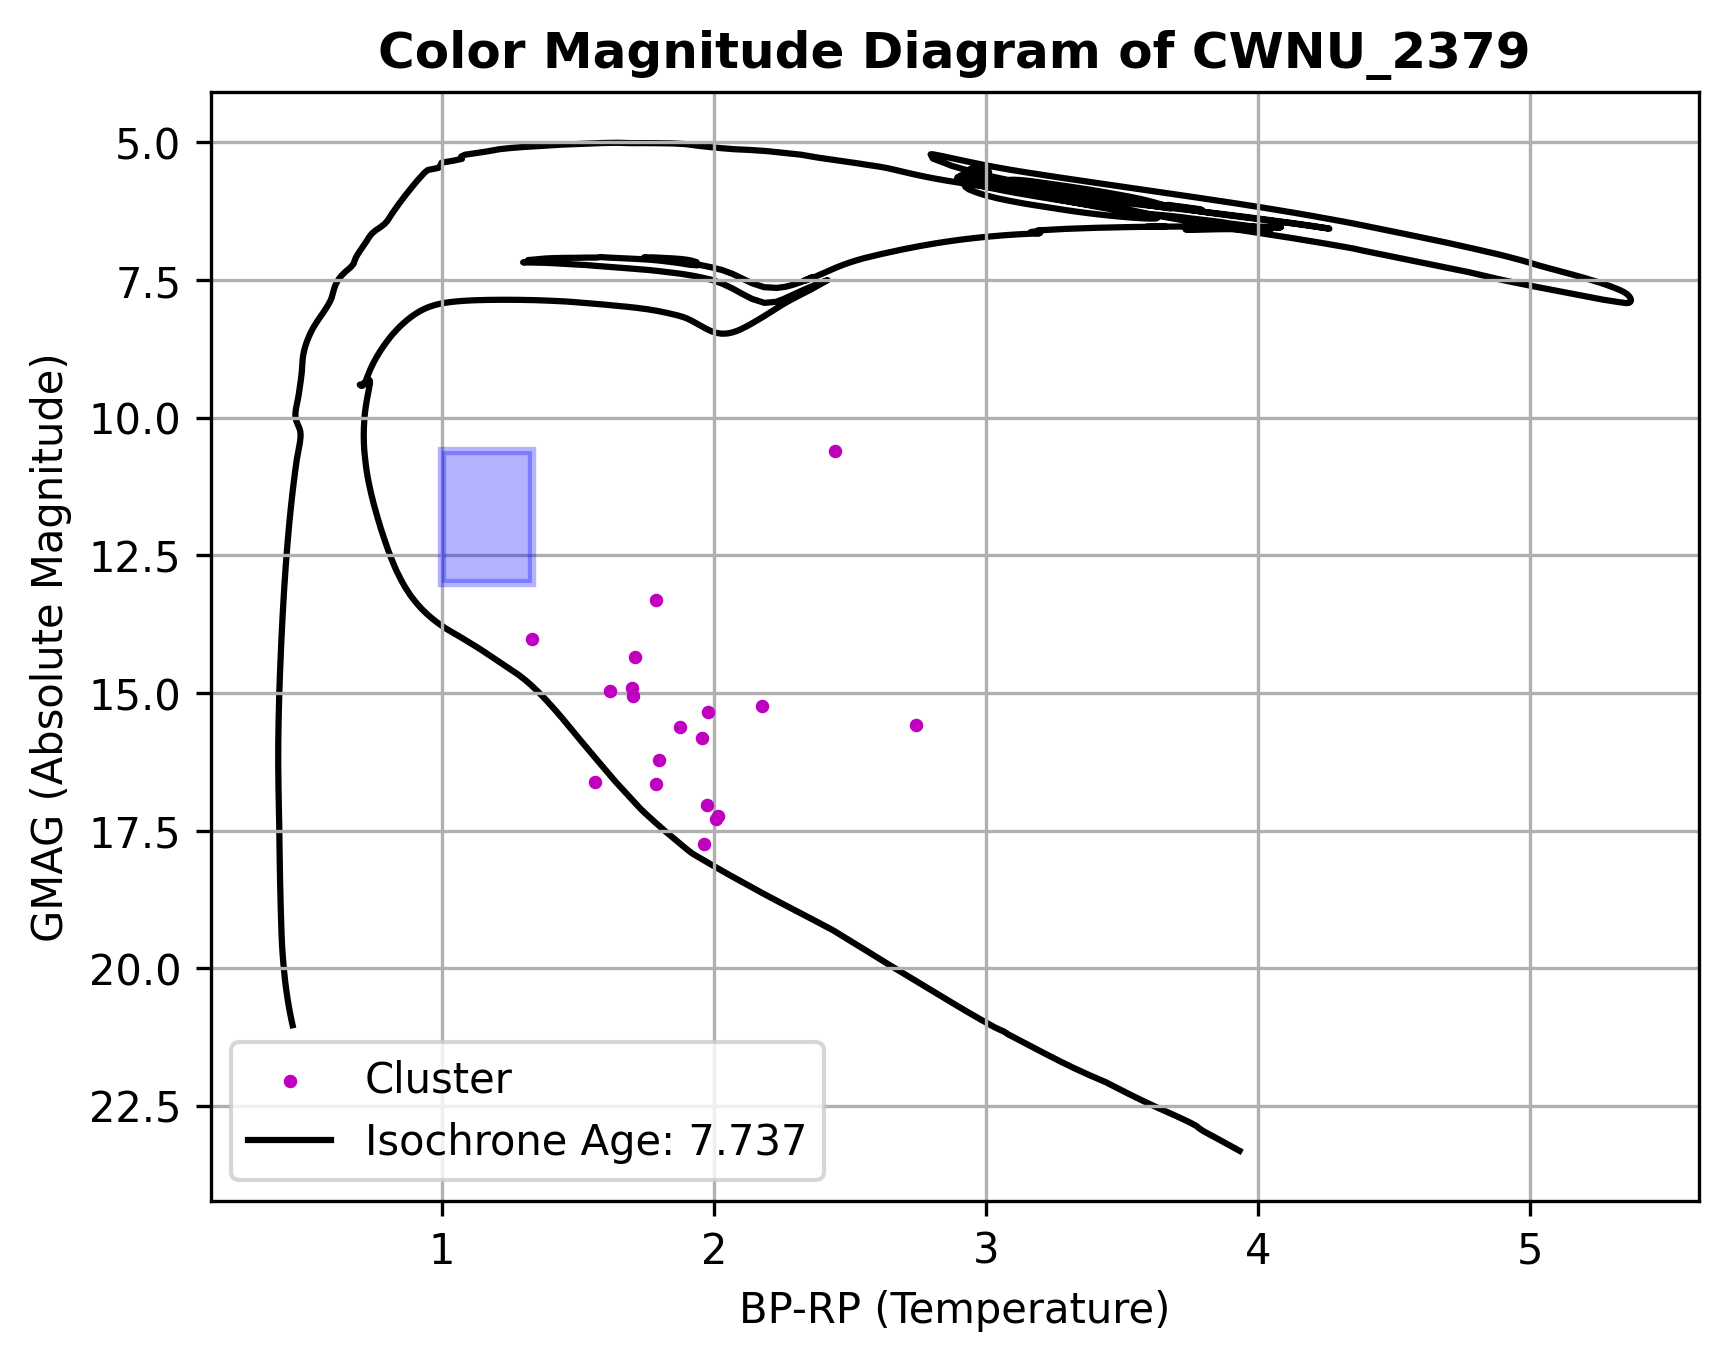 Color Magnitude Diagram of CWNU_2379
GMAG (Absolute Magnitude)
5.0
7.5
10.0
12.5
15.0
17.5
20.0
22.5
Cluster
Isochrone Age: 7.737
1 2 3 4 5
BP-RP (Temperature)